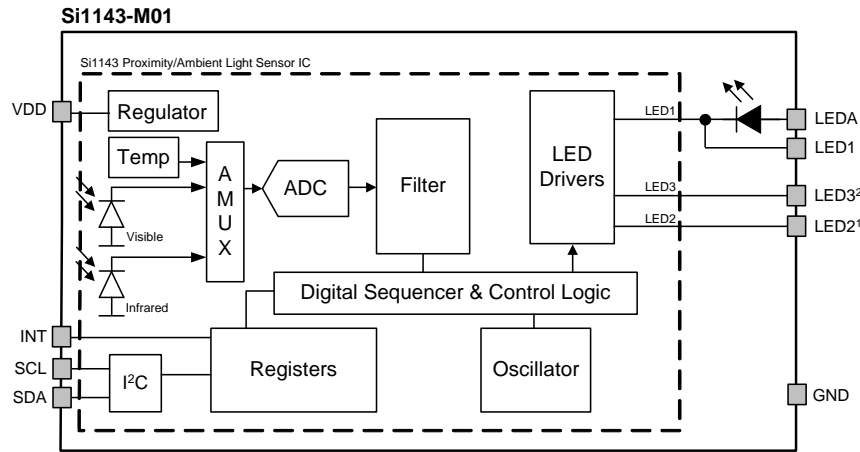 Si1143-M01
Si1143 Proximity/Ambient Light Sensor IC
VDD
Regulator
Temp
A
M
U
X
ADC
Filter
LED
Drivers
LED1
LED3
LED2
LEDA
LED1
LED3²
LED2¹
Visible
Infrared
Digital Sequencer & Control Logic
INT
SCL
SDA
I²C
Registers
Oscillator
GND